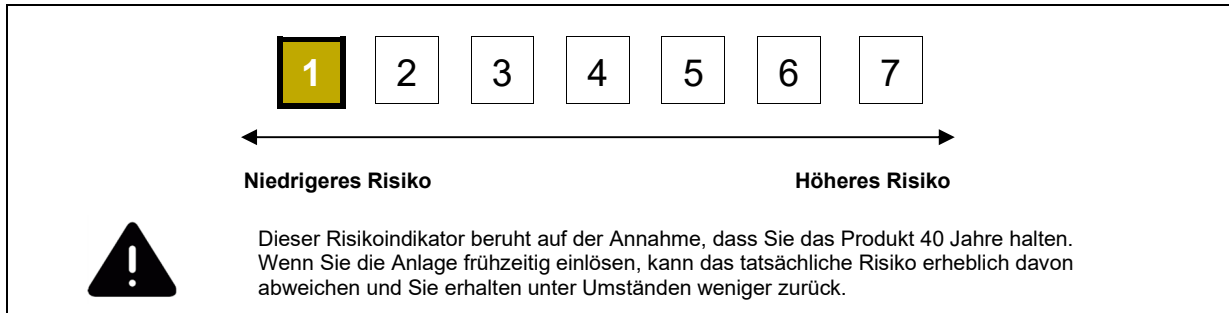 1 2 3 4 5 6 7
Niedrigeres Risiko Höheres Risiko
Dieser Risikoindikator beruht auf der Annahme, dass Sie das Produkt 40 Jahre halten.
Wenn Sie die Anlage frühzeitig einlösen, kann das tatsächliche Risiko erheblich davon
abweichen und Sie erhalten unter Umständen weniger zurück.